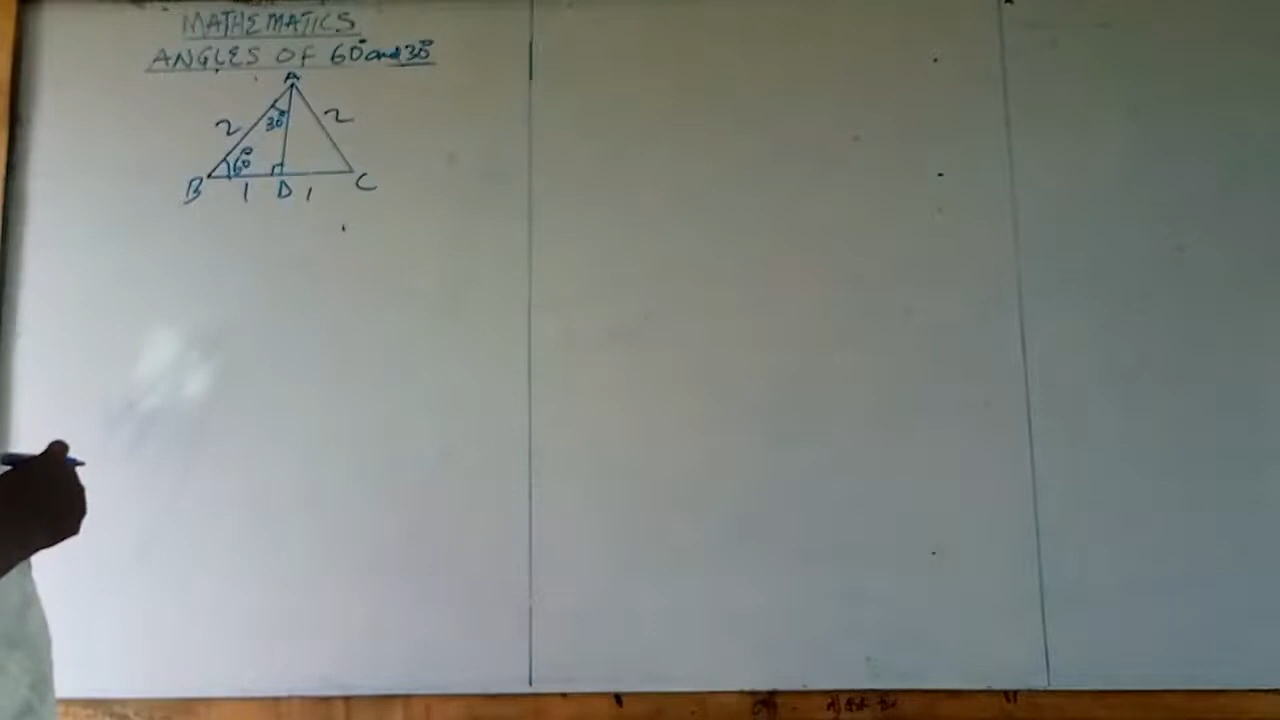 MATHEMATICS
ANGLES OF 60° and 30°
A
2 30° 2
60°
B 1 D 1 C